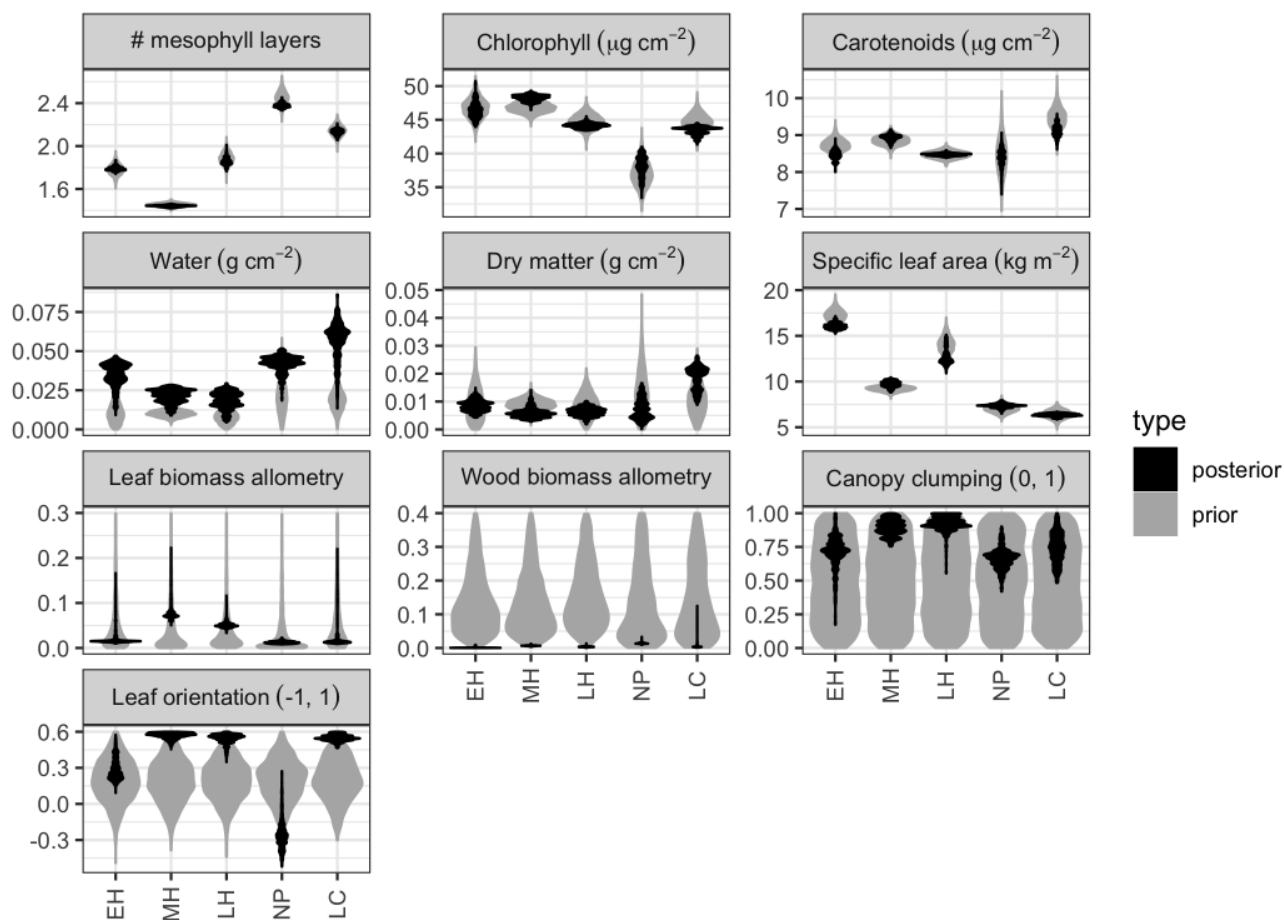 # mesophyll layers
Chlorophyll (μg cm⁻²)
Carotenoids (μg cm⁻²)
2.4
2.0
1.6
50
45
40
35
10
9
8
7
Water (g cm⁻²)
Dry matter (g cm⁻²)
Specific leaf area (kg m⁻²)
0.075
0.050
0.025
0.000
0.05
0.04
0.03
0.02
0.01
0.00
20
15
10
5
type
posterior
prior
Leaf biomass allometry
Wood biomass allometry
Canopy clumping (0, 1)
0.3
0.2
0.1
0.0
0.4
0.3
0.2
0.1
0.0
1.00
0.75
0.50
0.25
0.00
EH MH LH NP LC
EH MH LH NP LC
Leaf orientation (-1, 1)
0.6
0.3
0.0
-0.3
EH MH LH NP LC